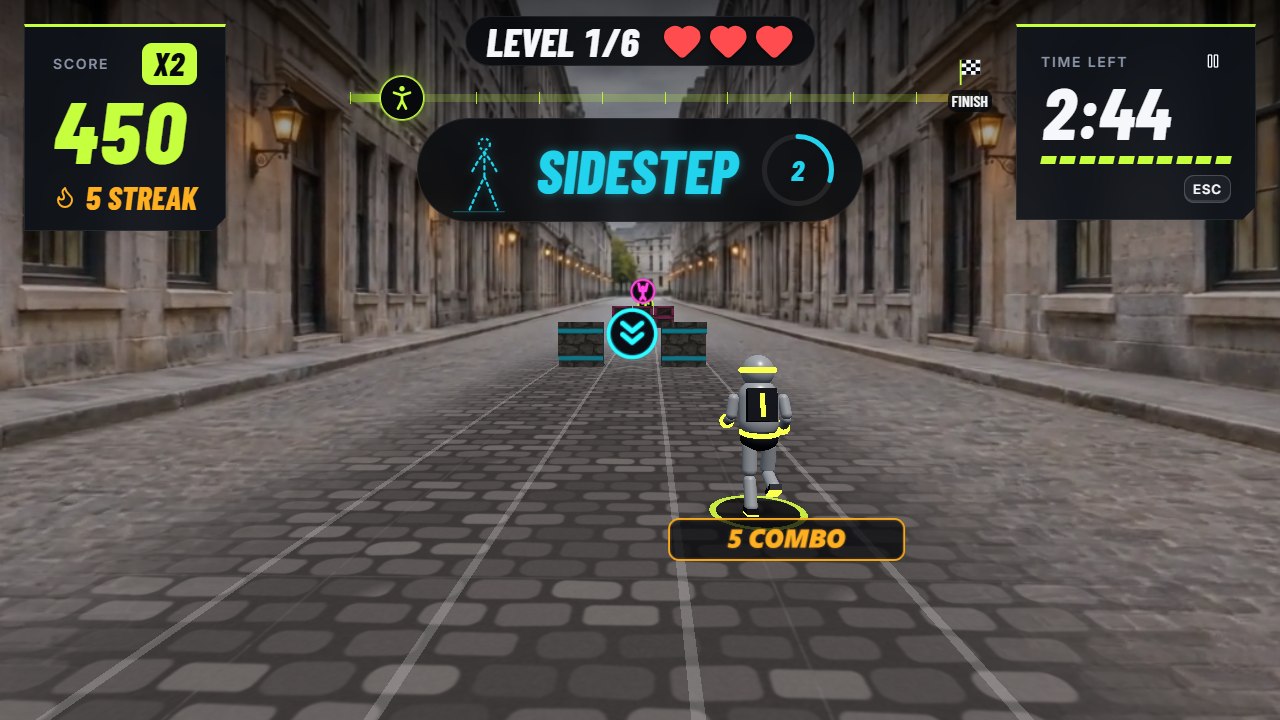 SCORE
X2
450
5 STREAK
LEVEL 1/6
FINISH
SIDESTEP
2
TIME LEFT
2:44
ESC
5 COMBO